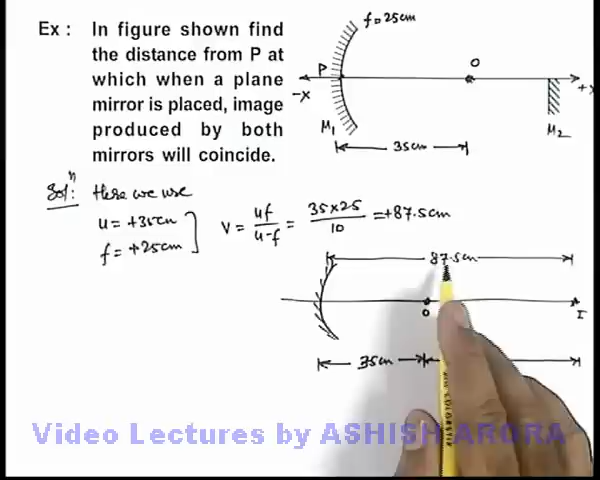 Ex : In figure shown find
the distance from P at
which when a plane
mirror is placed, image
produced by both
mirrors will coincide.
f = 25cm
P
O
-X
+X
M1
M2
35cm
Solⁿ: Here we use
u = +35cm
f = +25cm
V = uf / u-f = 35×25 / 10 = +87.5cm
87.5cm
O
I
35cm
Video Lectures by ASHISH ARORA